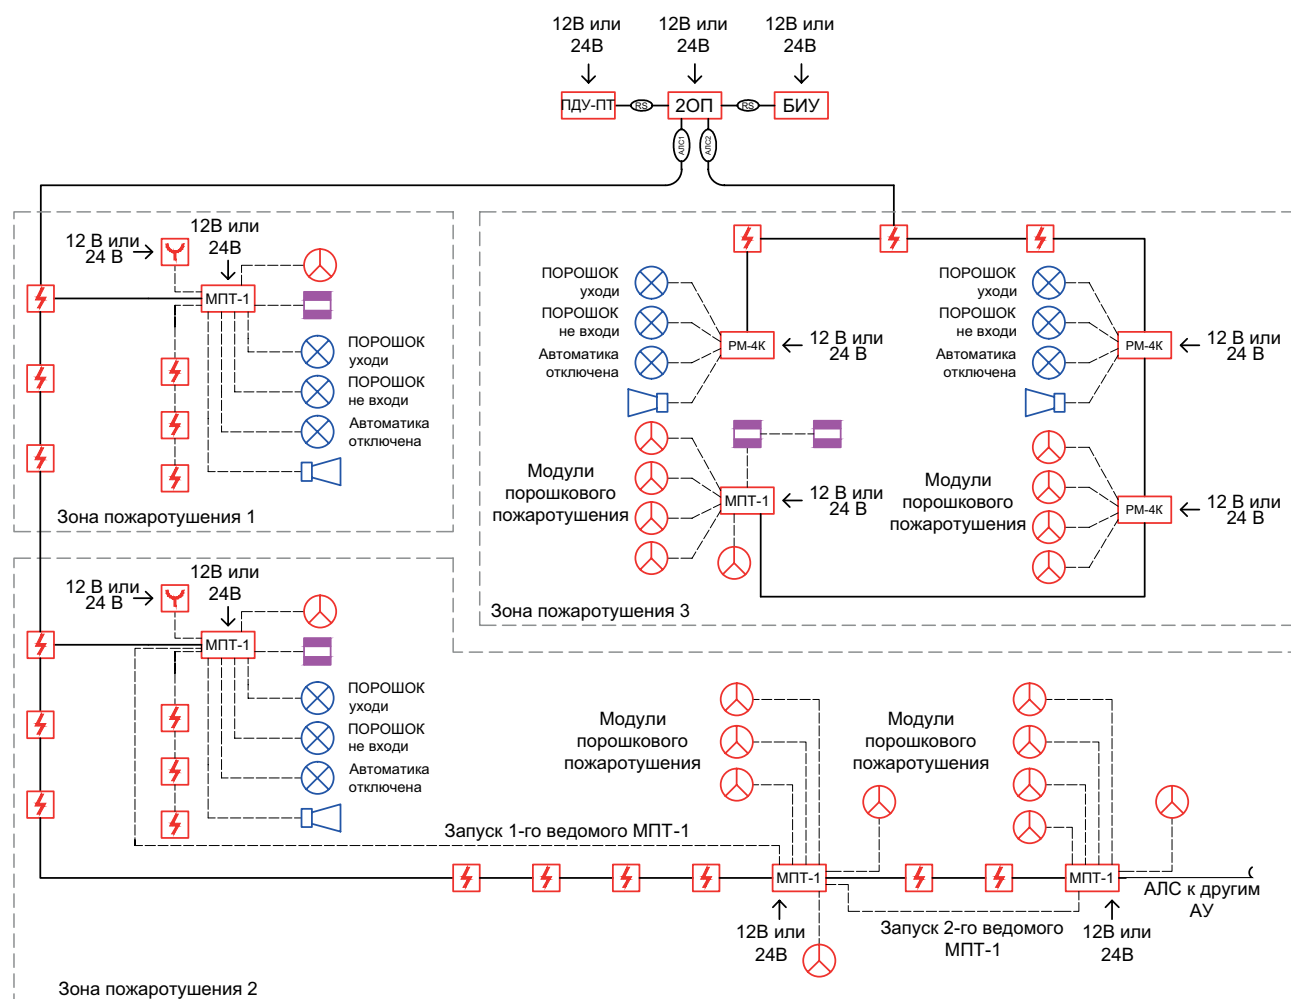 12В или
24В
12В или
24В
12В или
24В
ПДУ-ПТ
RS
2ОП
RS
БИУ
АЛС1
АЛС2
12 В или
24 В
12В или
24В
МПТ-1
ПОРОШОК
уходи
ПОРОШОК
не входи
Автоматика
отключена
Зона пожаротушения 1
ПОРОШОК
уходи
ПОРОШОК
не входи
Автоматика
отключена
РМ-4К
12 В или
24 В
ПОРОШОК
уходи
ПОРОШОК
не входи
Автоматика
отключена
РМ-4К
12 В или
24 В
Модули
порошкового
пожаротушения
МПТ-1
12 В или
24 В
Модули
порошкового
пожаротушения
РМ-4К
12 В или
24 В
Зона пожаротушения 3
12 В или
24 В
12В или
24В
МПТ-1
ПОРОШОК
уходи
ПОРОШОК
не входи
Автоматика
отключена
Модули
порошкового
пожаротушения
Модули
порошкового
пожаротушения
Запуск 1-го ведомого МПТ-1
МПТ-1
МПТ-1
АЛС к другим
АУ
12В или
24В
Запуск 2-го ведомого
МПТ-1
12В или
24В
Зона пожаротушения 2